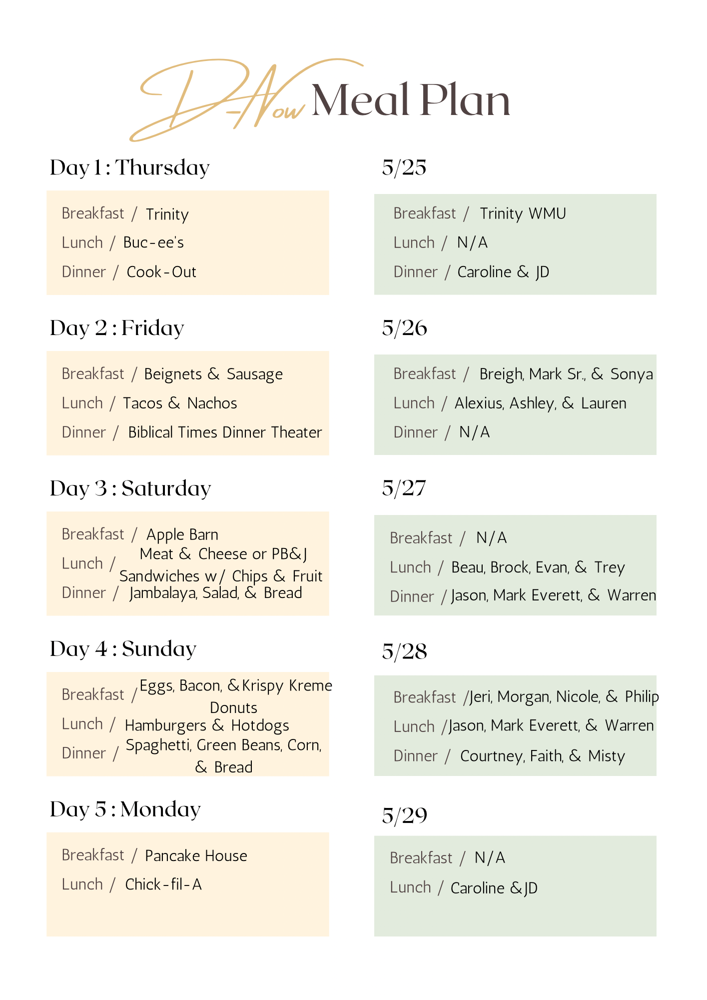 D-Now Meal Plan
Day 1 : Thursday
Breakfast / Trinity
Lunch / Buc-ee's
Dinner / Cook-Out
5/25
Breakfast / Trinity WMU
Lunch / N/A
Dinner / Caroline & JD
Day 2 : Friday
Breakfast / Beignets & Sausage
Lunch / Tacos & Nachos
Dinner / Biblical Times Dinner Theater
5/26
Breakfast / Breigh, Mark Sr., & Sonya
Lunch / Alexius, Ashley, & Lauren
Dinner / N/A
Day 3 : Saturday
Breakfast / Apple Barn
Lunch / Meat & Cheese or PB&J
Sandwiches w/ Chips & Fruit
Dinner / Jambalaya, Salad, & Bread
5/27
Breakfast / N/A
Lunch / Beau, Brock, Evan, & Trey
Dinner / Jason, Mark Everett, & Warren
Day 4 : Sunday
Breakfast / Eggs, Bacon, &Krispy Kreme
Donuts
Lunch / Hamburgers & Hotdogs
Dinner / Spaghetti, Green Beans, Corn,
& Bread
5/28
Breakfast /Jeri, Morgan, Nicole, & Philip
Lunch /Jason, Mark Everett, & Warren
Dinner / Courtney, Faith, & Misty
Day 5 : Monday
Breakfast / Pancake House
Lunch / Chick-fil-A
5/29
Breakfast / N/A
Lunch / Caroline &JD